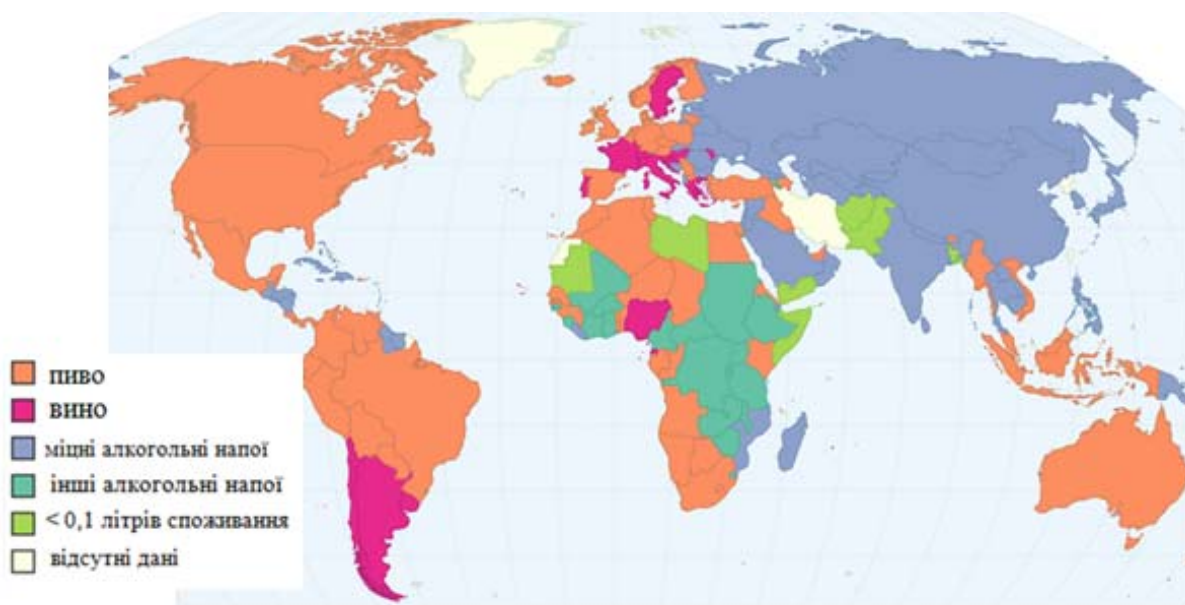 пиво
вино
міцні алкогольні напої
інші алкогольні напої
< 0,1 літрів споживання
відсутні дані